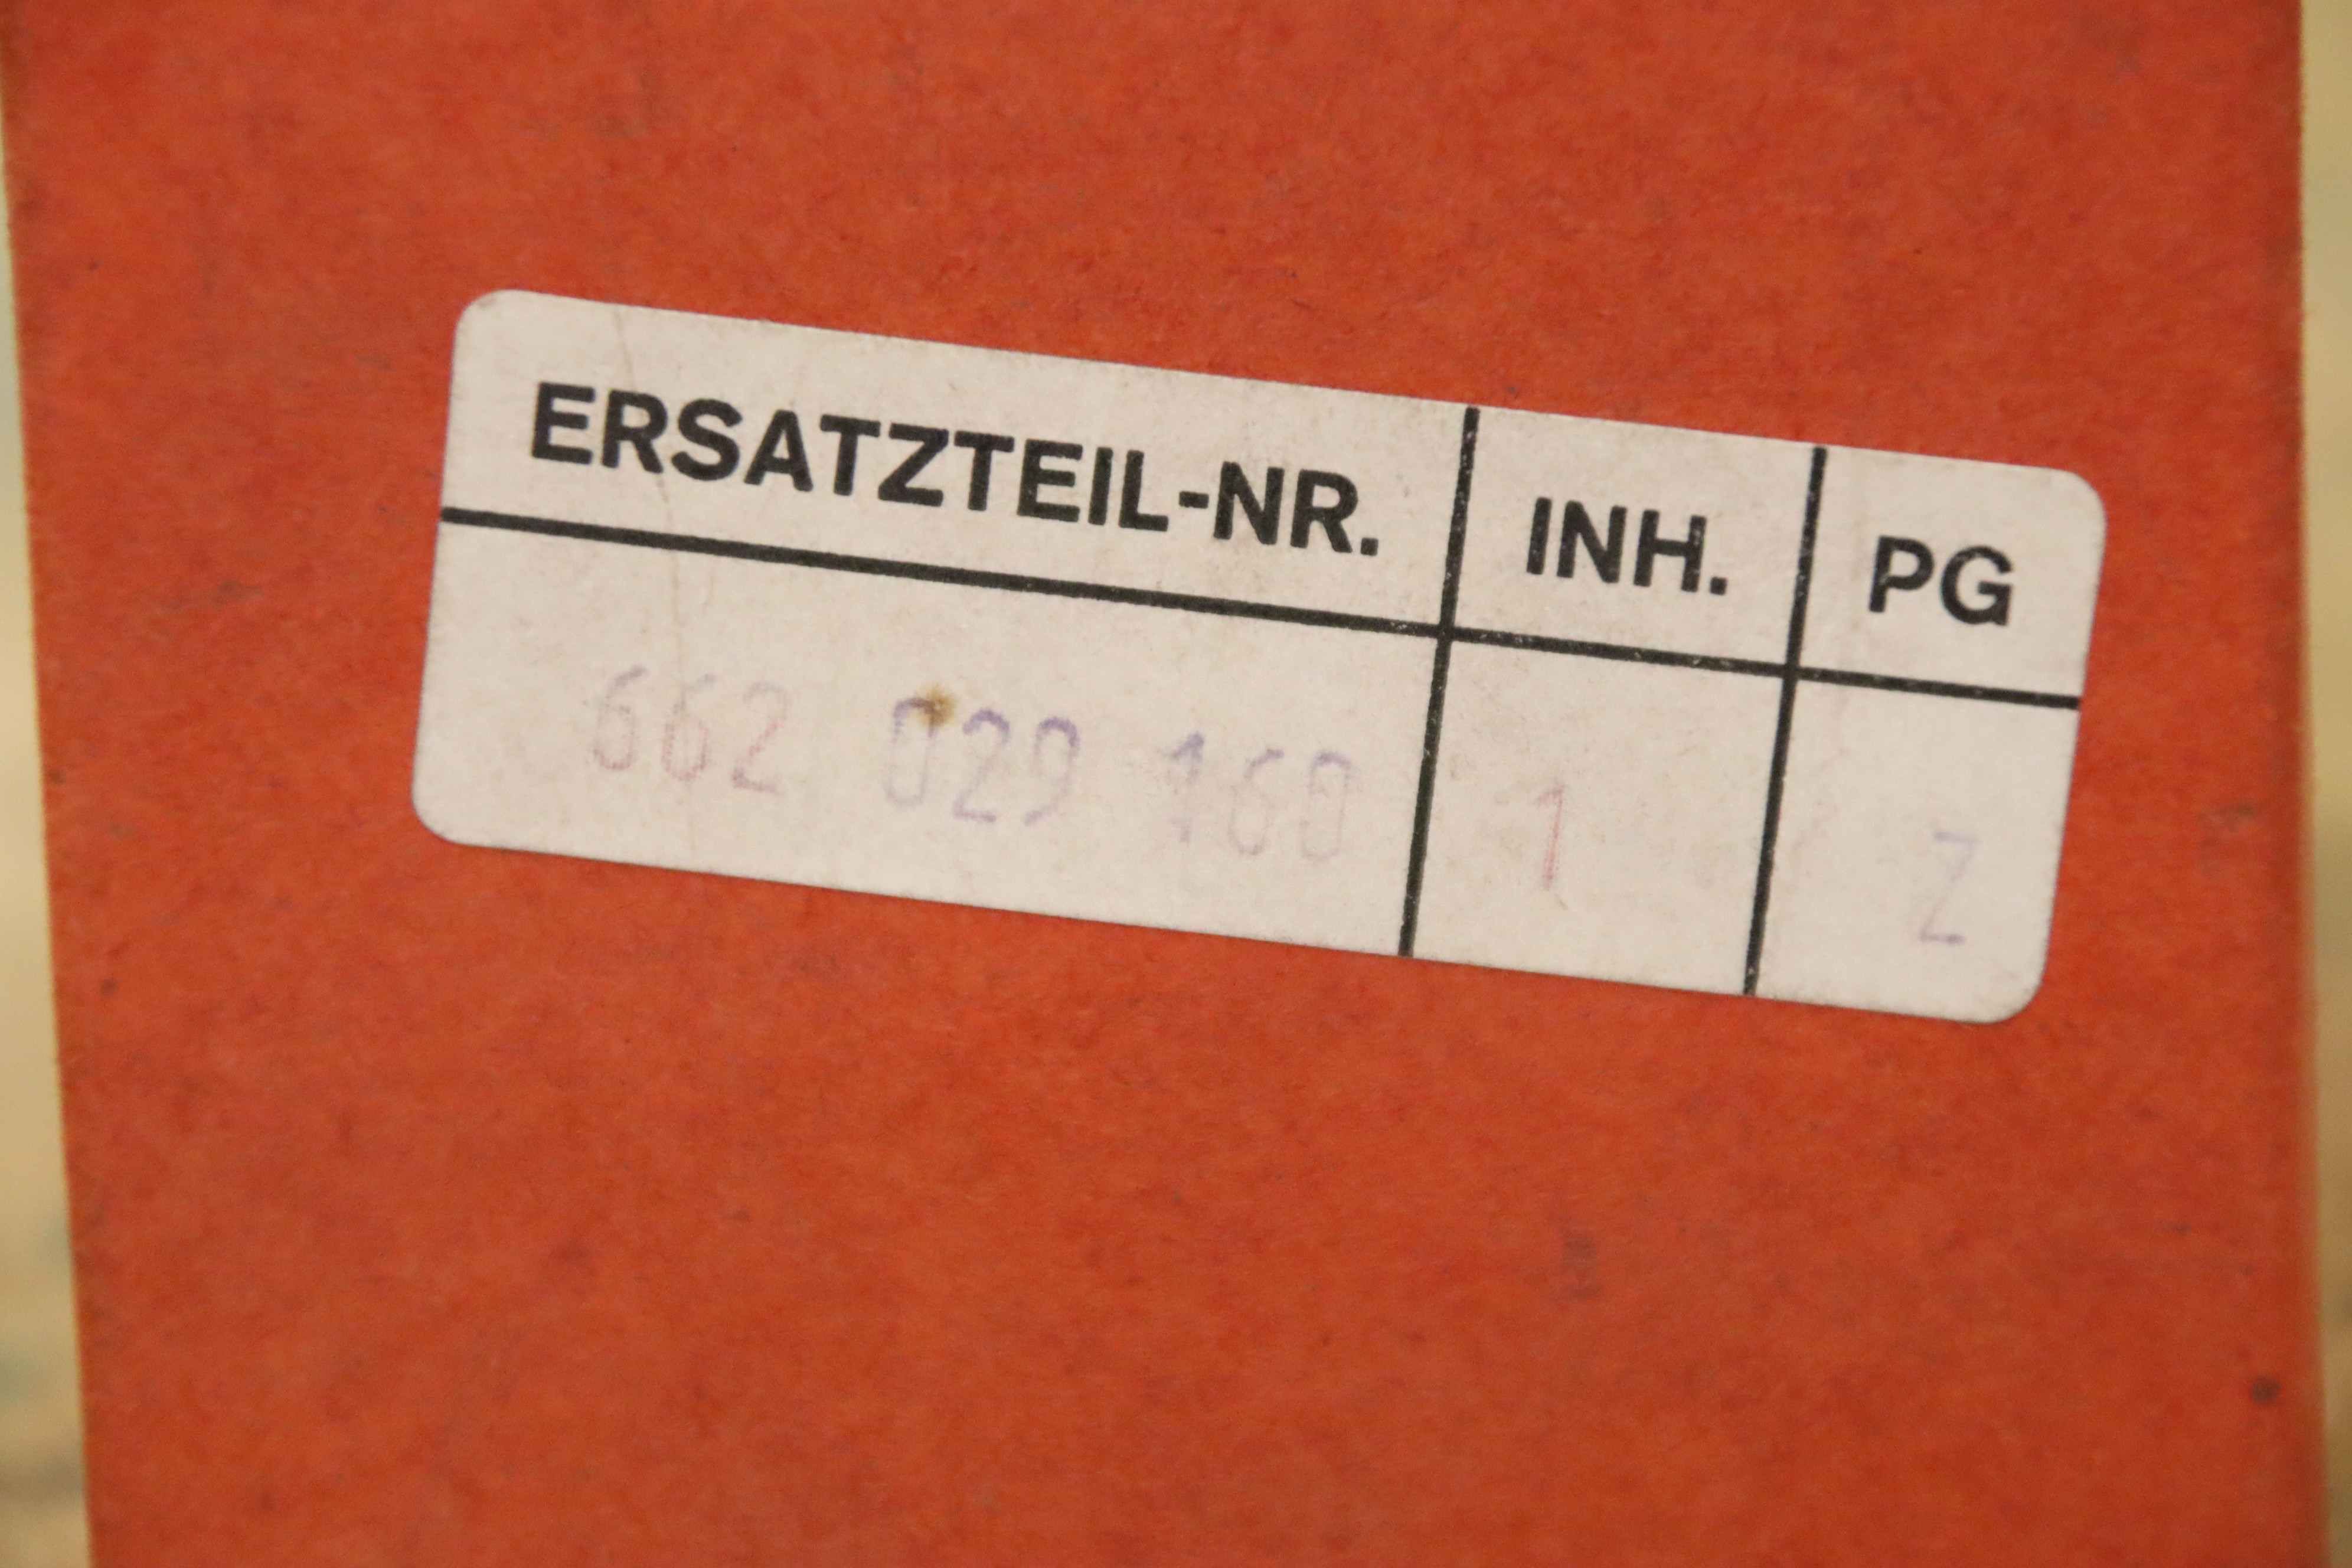 ERSATZTEIL-NR. INH. PG
662 029 160 1 Z